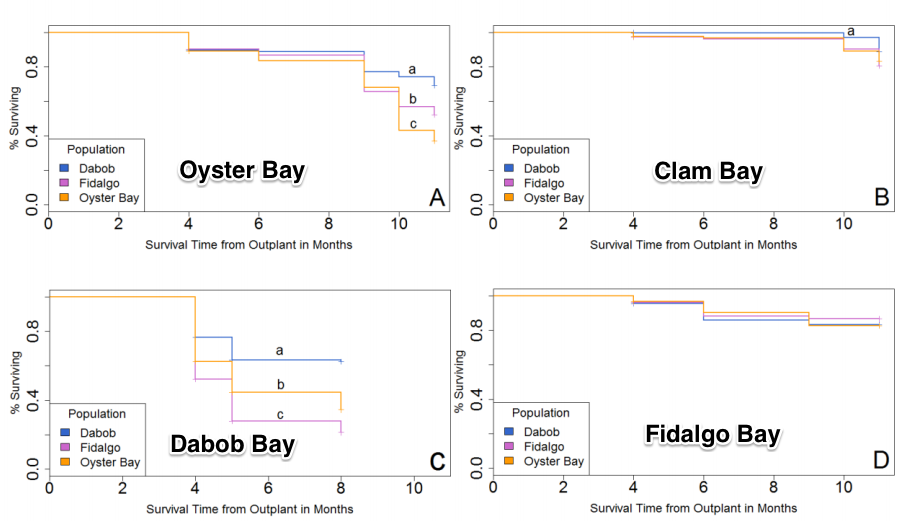 % Surviving
0.8
0.4
0.0
a
b
c
Population
Dabob
Fidalgo
Oyster Bay
Oyster Bay
A
0 2 4 6 8 10
Survival Time from Outplant in Months
% Surviving
0.8
0.4
0.0
a
Population
Dabob
Fidalgo
Oyster Bay
Clam Bay
B
0 2 4 6 8 10
Survival Time from Outplant in Months
% Surviving
0.8
0.4
0.0
a
b
c
Population
Dabob
Fidalgo
Oyster Bay
Dabob Bay
C
0 2 4 6 8 10
Survival Time from Outplant in Months
% Surviving
0.8
0.4
0.0
Population
Dabob
Fidalgo
Oyster Bay
Fidalgo Bay
D
0 2 4 6 8 10
Survival Time from Outplant in Months